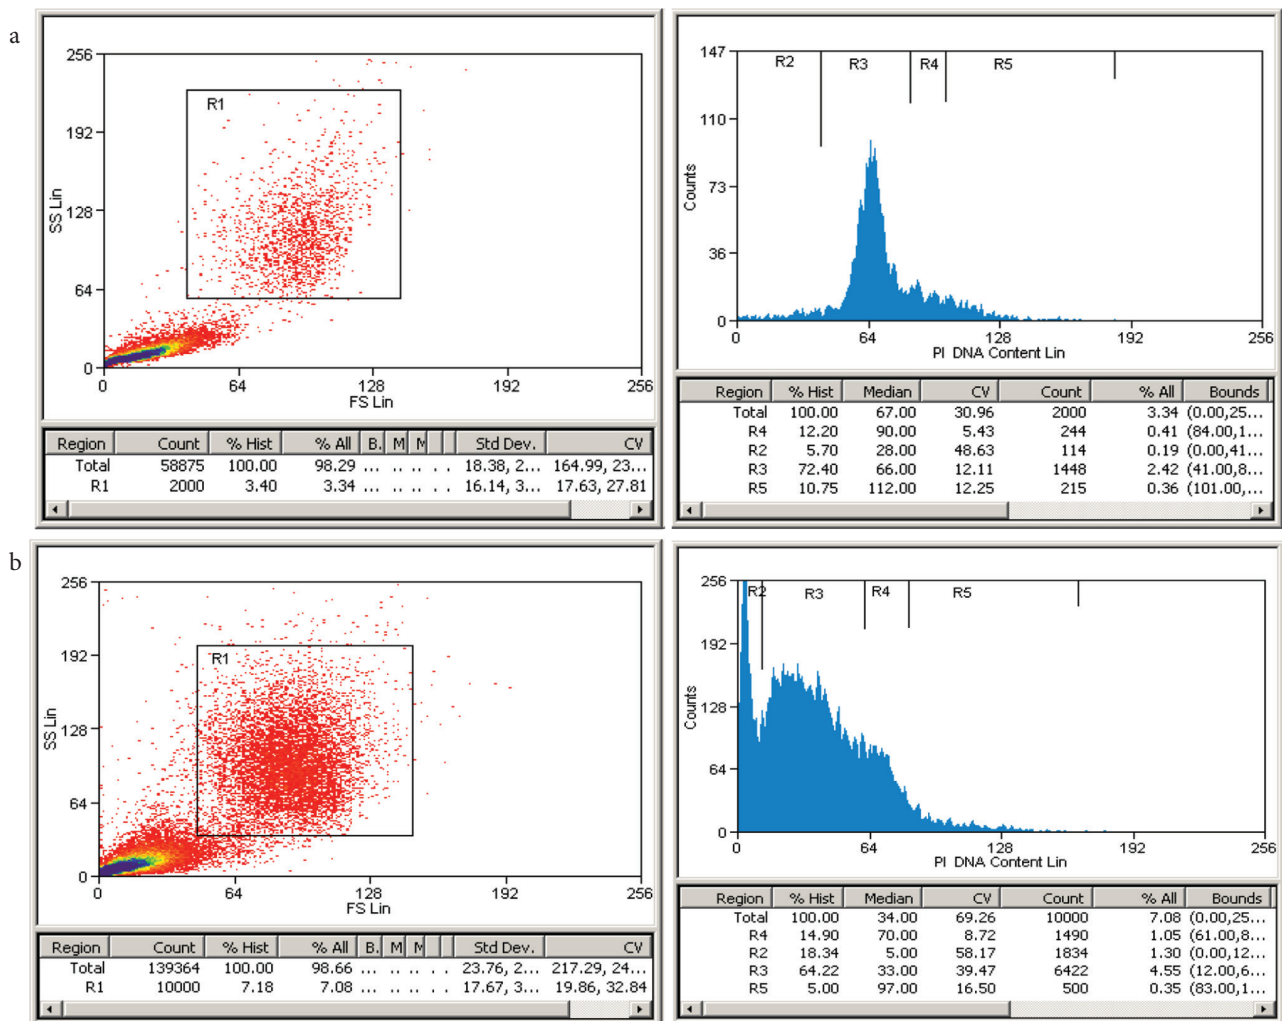 a
256
192
128
64
0
R1
SS Lin
0 64 128 192 256
FS Lin
Region Count % Hist % All B. M M Std Dev. CV
Total 58875 100.00 98.29 ... .. .. . . 18.38, 2... 164.99, 23...
R1 2000 3.40 3.34 ... .. .. . . 16.14, 3... 17.63, 27.81
147
110
73
36
0
R2 R3 R4 R5
Counts
0 64 128 192 256
PI DNA Content Lin
Region % Hist Median CV Count % All Bounds
Total 100.00 67.00 30.96 2000 3.34 (0.00,25...
R4 12.20 90.00 5.43 244 0.41 (84.00,1...
R2 5.70 28.00 48.63 114 0.19 (0.00,41...
R3 72.40 66.00 12.11 1448 2.42 (41.00,8...
R5 10.75 112.00 12.25 215 0.36 (101.00,...
b
256
192
128
64
0
R1
SS Lin
0 64 128 192 256
FS Lin
Region Count % Hist % All B. M M Std Dev. CV
Total 139364 100.00 98.66 ... .. .. . . 23.76, 2... 217.29, 24...
R1 10000 7.18 7.08 ... .. .. . . 17.67, 3... 19.86, 32.84
256
192
128
64
0
R2 R3 R4 R5
Counts
0 64 128 192 256
PI DNA Content Lin
Region % Hist Median CV Count % All Bounds
Total 100.00 34.00 69.26 10000 7.08 (0.00,25...
R4 14.90 70.00 8.72 1490 1.05 (61.00,8...
R2 18.34 5.00 58.17 1834 1.30 (0.00,12...
R3 64.22 33.00 39.47 6422 4.55 (12.00,6...
R5 5.00 97.00 16.50 500 0.35 (83.00,1...